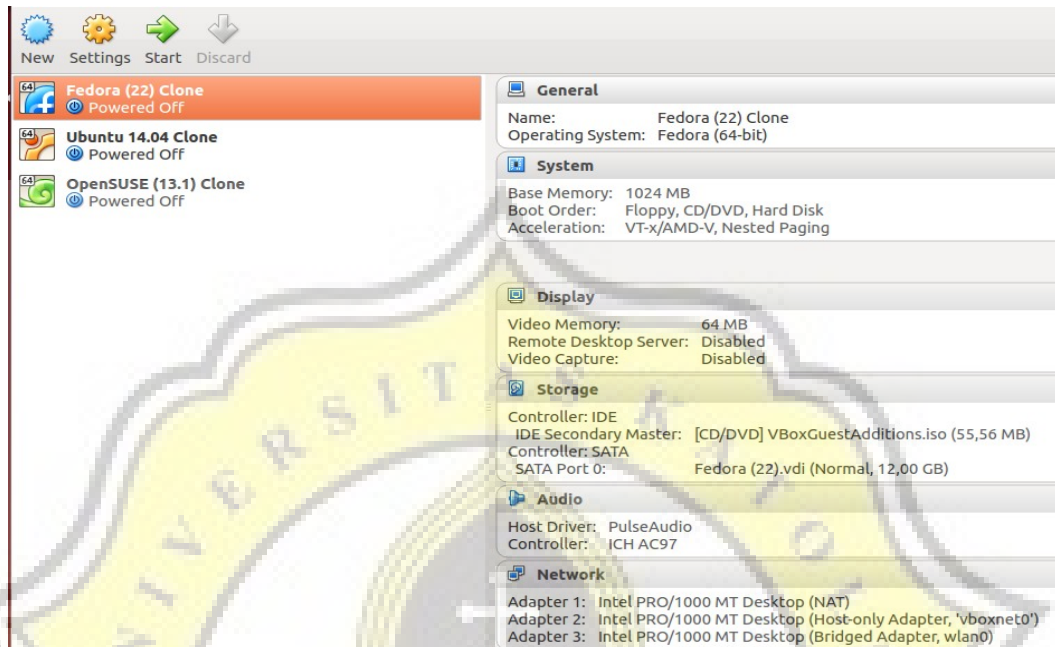 New Settings Start Discard
64 Fedora (22) Clone
Powered Off
64 Ubuntu 14.04 Clone
Powered Off
64 OpenSUSE (13.1) Clone
Powered Off
General
Name: Fedora (22) Clone
Operating System: Fedora (64-bit)
System
Base Memory: 1024 MB
Boot Order: Floppy, CD/DVD, Hard Disk
Acceleration: VT-x/AMD-V, Nested Paging
Display
Video Memory: 64 MB
Remote Desktop Server: Disabled
Video Capture: Disabled
Storage
Controller: IDE
IDE Secondary Master: [CD/DVD] VBoxGuestAdditions.iso (55,56 MB)
Controller: SATA
SATA Port 0: Fedora (22).vdi (Normal, 12,00 GB)
Audio
Host Driver: PulseAudio
Controller: ICH AC97
Network
Adapter 1: Intel PRO/1000 MT Desktop (NAT)
Adapter 2: Intel PRO/1000 MT Desktop (Host-only Adapter, 'vboxnet0')
Adapter 3: Intel PRO/1000 MT Desktop (Bridged Adapter, wlan0)